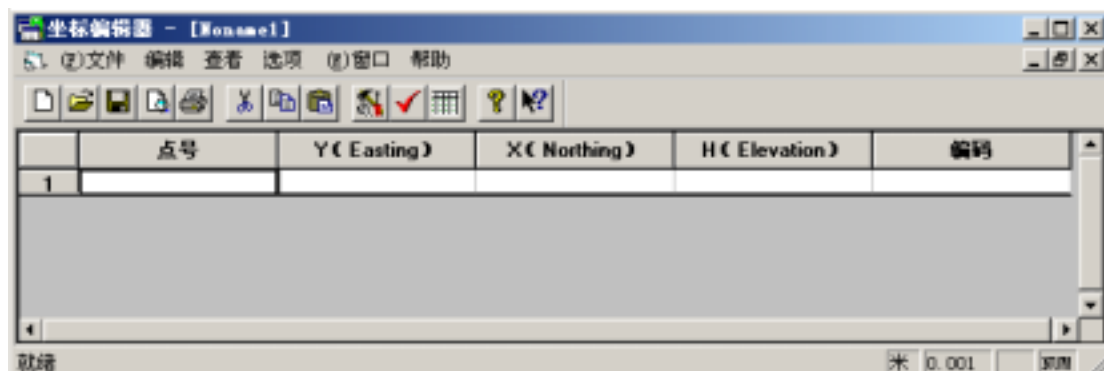 坐标编辑器 - [Noname1]
(F)文件 编辑 查看 选项 (W)窗口 帮助
点号 Y(Easting) X(Northing) H(Elevation) 编码
1
就绪 米 0.001